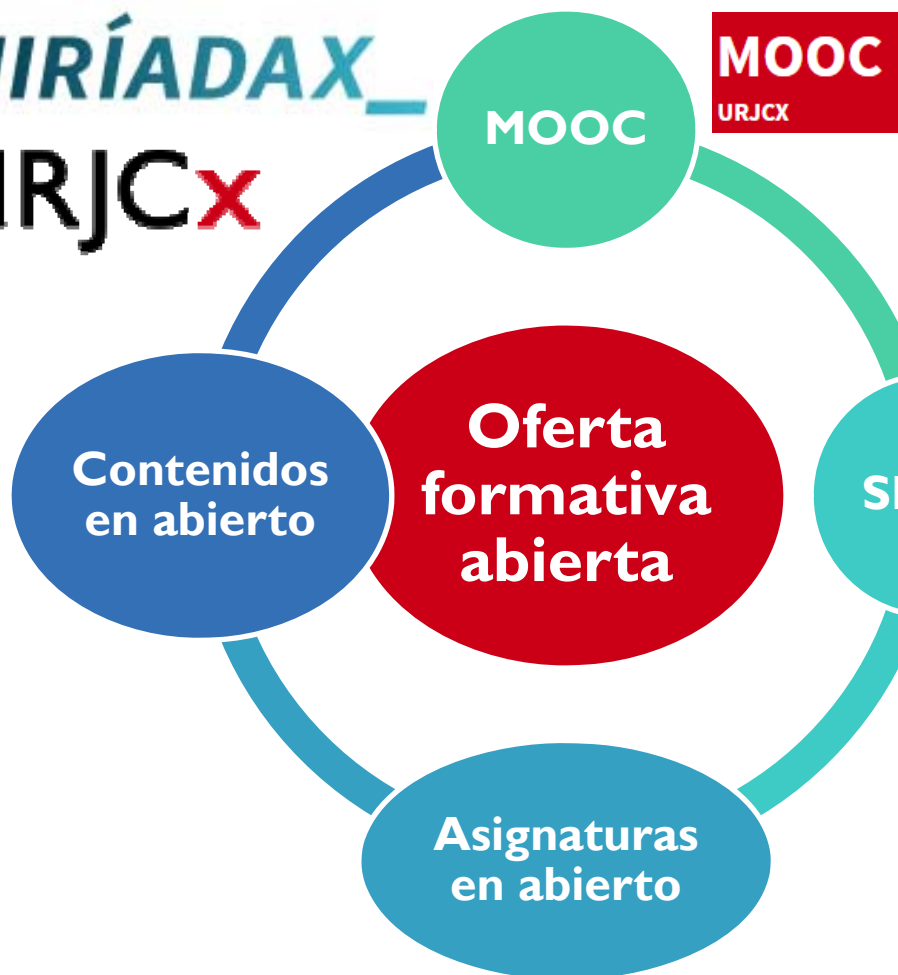 MOOC
MOOC
URJCX
Oferta
formativa
abierta
Contenidos
en abierto
Asignaturas
en abierto